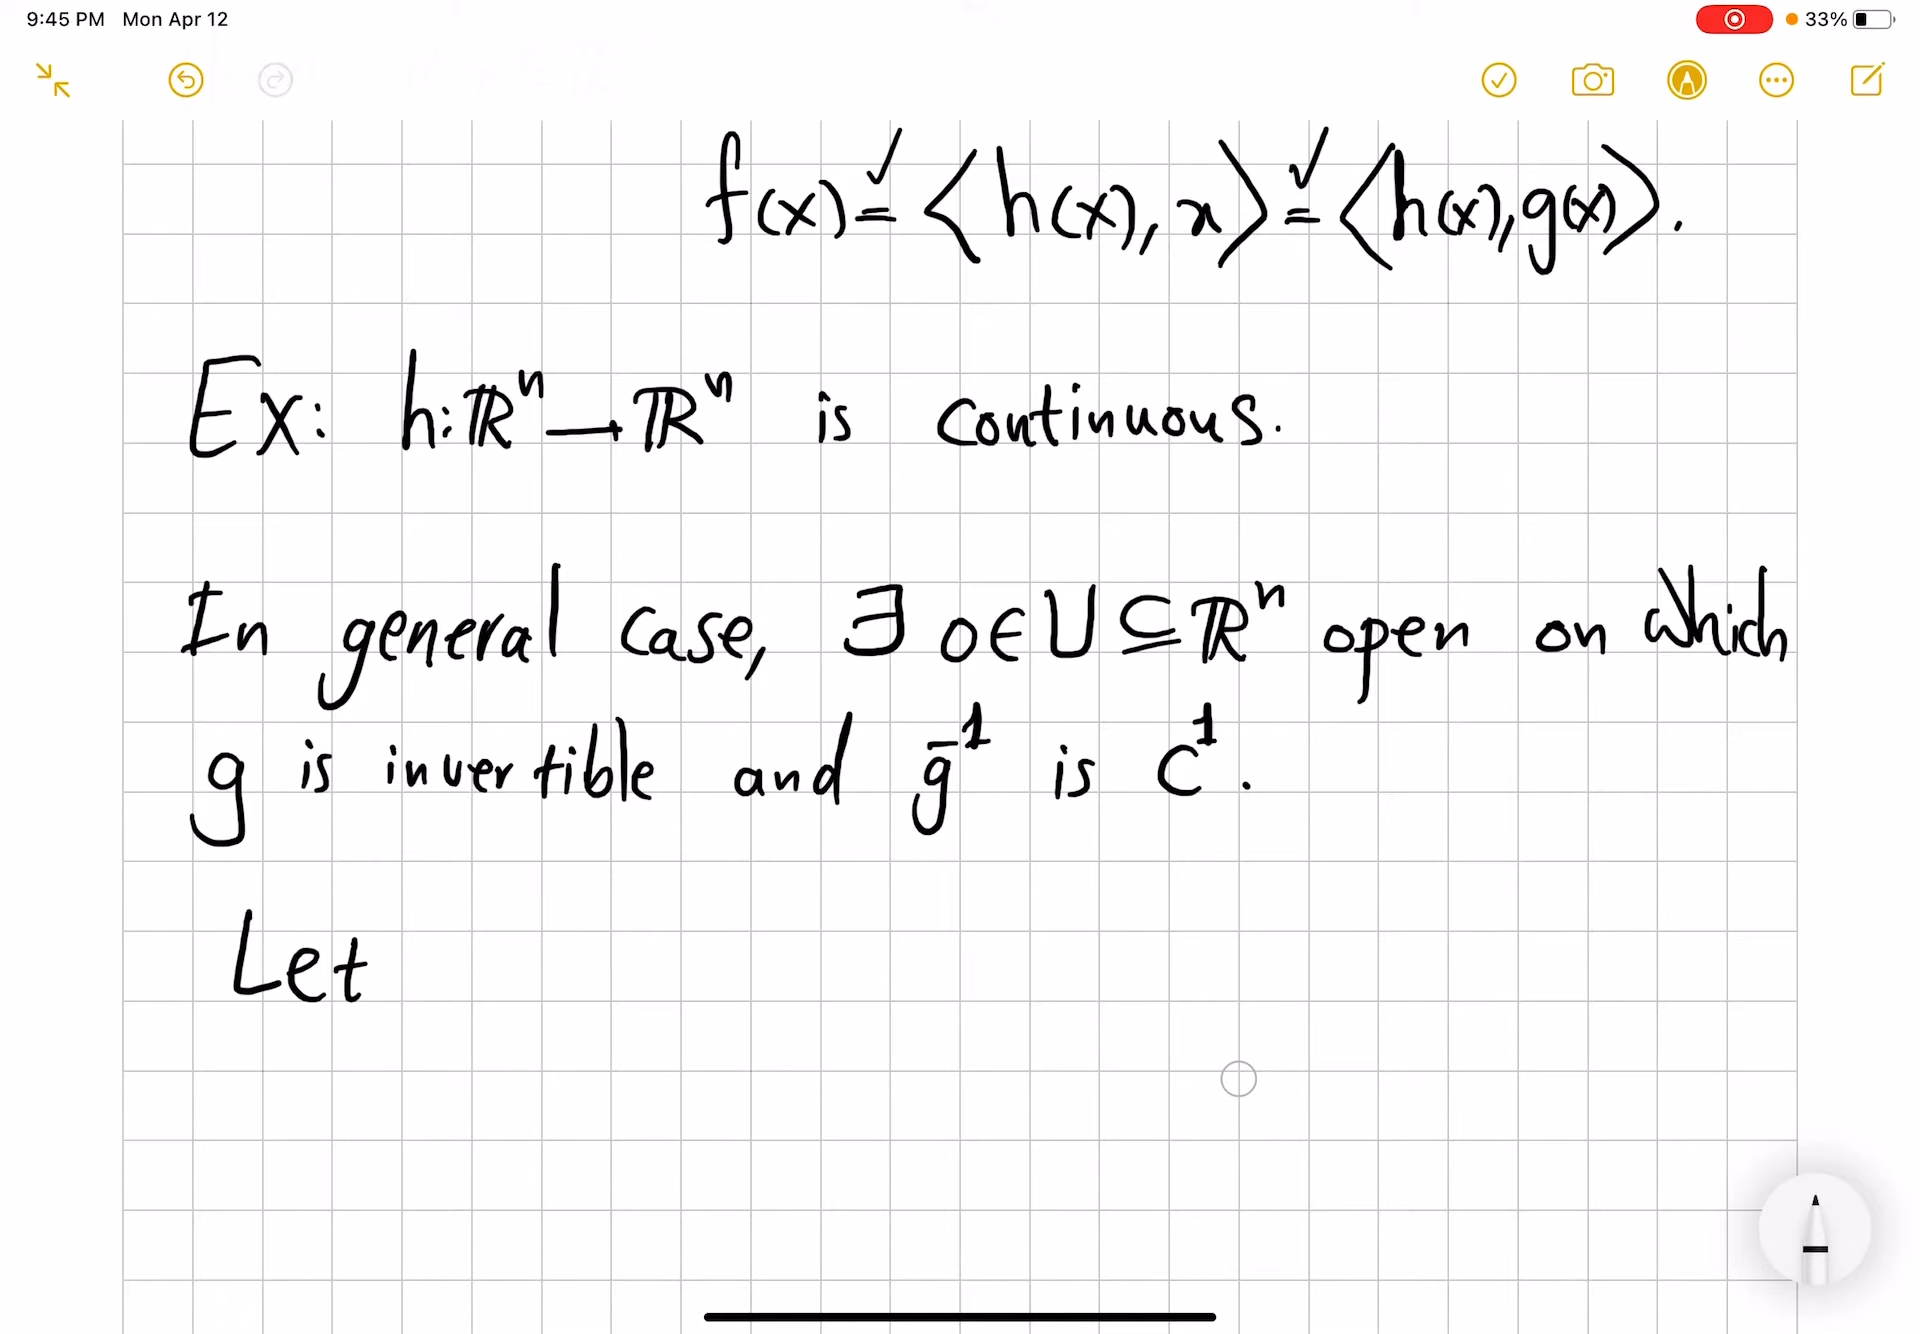 9:45 PM Mon Apr 12 33%
f(x) = ✓ <h(x), x> = ✓ <h(x), g(x)>.
Ex: h: ℝⁿ → ℝⁿ is continuous.
In general case, ∃ 0 ∈ U ⊆ ℝⁿ open on which
g is invertible and g⁻¹ is C¹.
Let